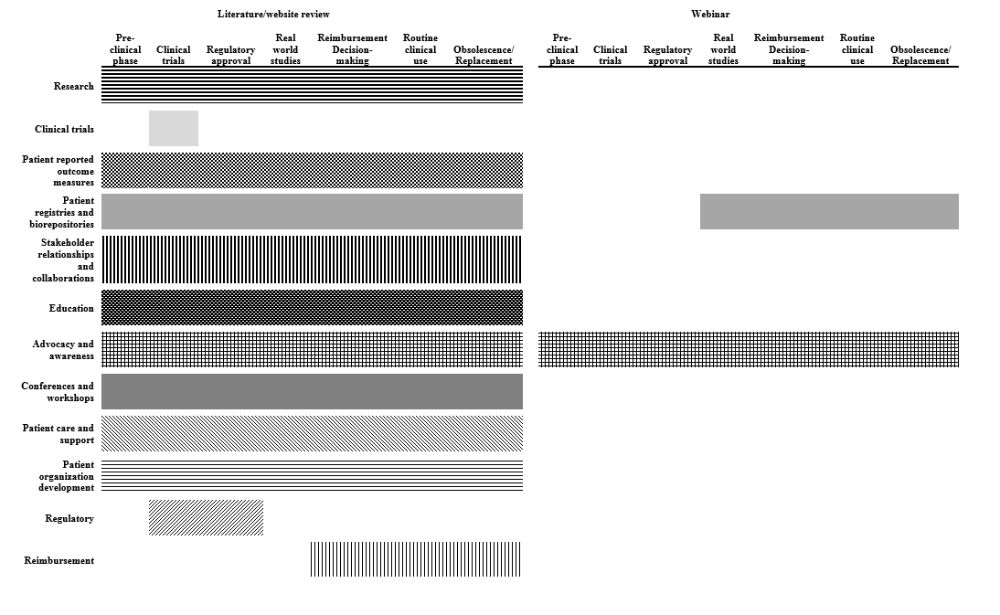 Literature/website review
Webinar
Pre-
clinical
phase
Clinical
trials
Regulatory
approval
Real
world
studies
Reimbursement
Decision-
making
Routine
clinical
use
Obsolescence/
Replacement
Pre-
clinical
phase
Clinical
trials
Regulatory
approval
Real
world
studies
Reimbursement
Decision-
making
Routine
clinical
use
Obsolescence/
Replacement
Research
Clinical trials
Patient reported
outcome
measures
Patient
registries and
biorepositories
Stakeholder
relationships
and
collaborations
Education
Advocacy and
awareness
Conferences and
workshops
Patient care and
support
Patient
organization
development
Regulatory
Reimbursement